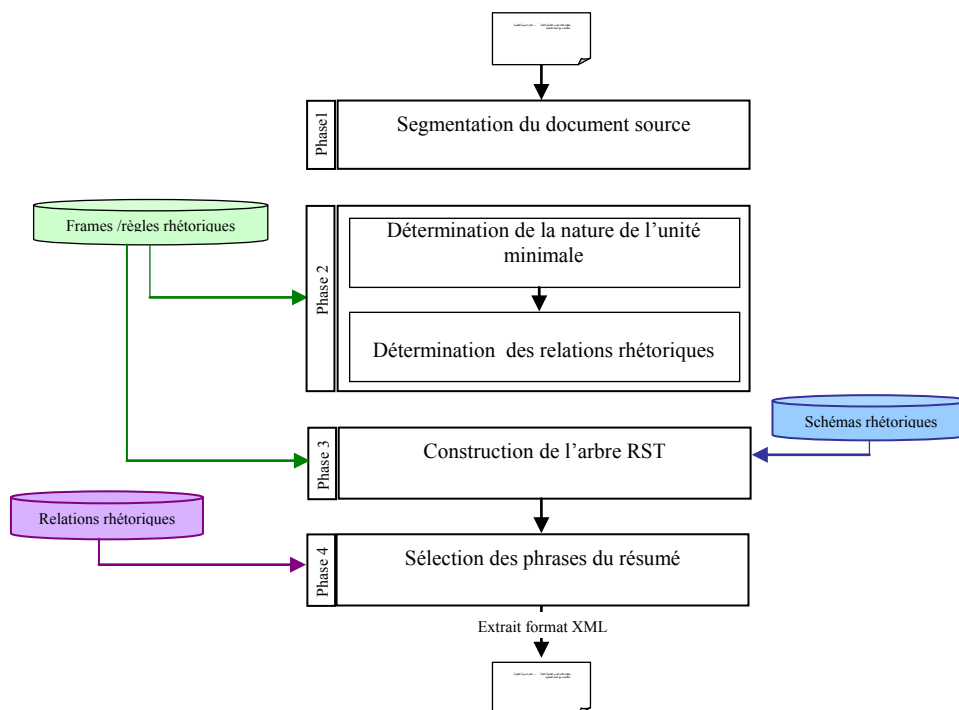 Phase1
Segmentation du document source
Frames /règles rhétoriques
Phase 2
Détermination de la nature de l’unité
minimale
Détermination des relations rhétoriques
Schémas rhétoriques
Phase 3
Construction de l’arbre RST
Relations rhétoriques
Phase 4
Sélection des phrases du résumé
Extrait format XML